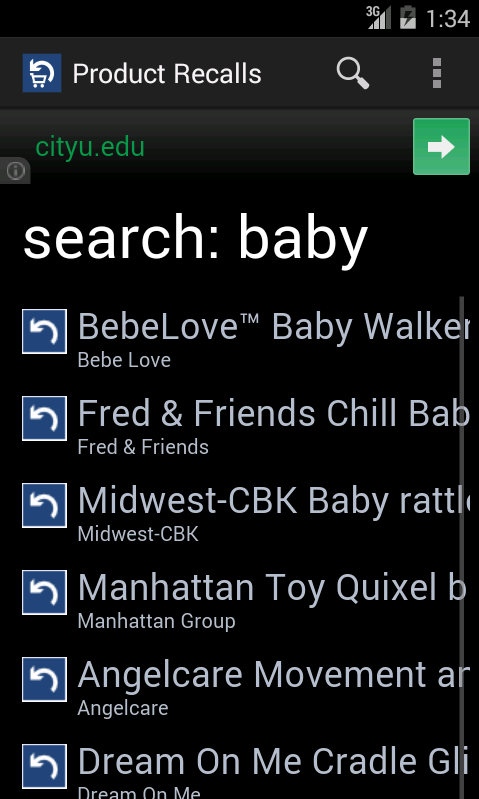 3G 1:34
Product Recalls
cityu.edu
search: baby
BebeLove™ Baby Walker
Bebe Love
Fred & Friends Chill Bab
Fred & Friends
Midwest-CBK Baby rattle
Midwest-CBK
Manhattan Toy Quixel b
Manhattan Group
Angelcare Movement an
Angelcare
Dream On Me Cradle Gli
Dream On Me